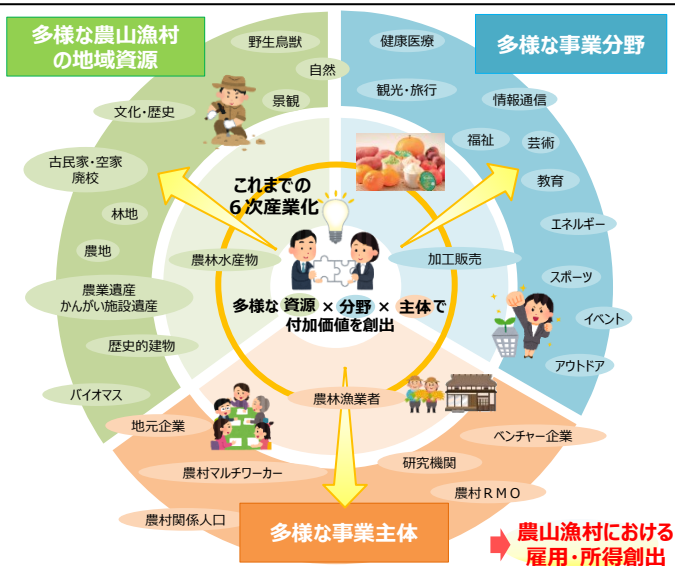 多様な農山漁村
の地域資源
多様な事業分野
野生鳥獣
自然
景観
文化・歴史
古民家・空家
廃校
林地
農地
農業遺産
かんがい施設遺産
歴史的建物
バイオマス
健康医療
観光・旅行
情報通信
福祉
芸術
教育
エネルギー
スポーツ
イベント
アウトドア
これまでの
６次産業化
農林水産物
加工販売
多様な 資源 × 分野 × 主体で
付加価値を創出
農林漁業者
地元企業
農村マルチワーカー
農村関係人口
ベンチャー企業
研究機関
農村ＲＭＯ
多様な事業主体
農山漁村における
雇用・所得創出